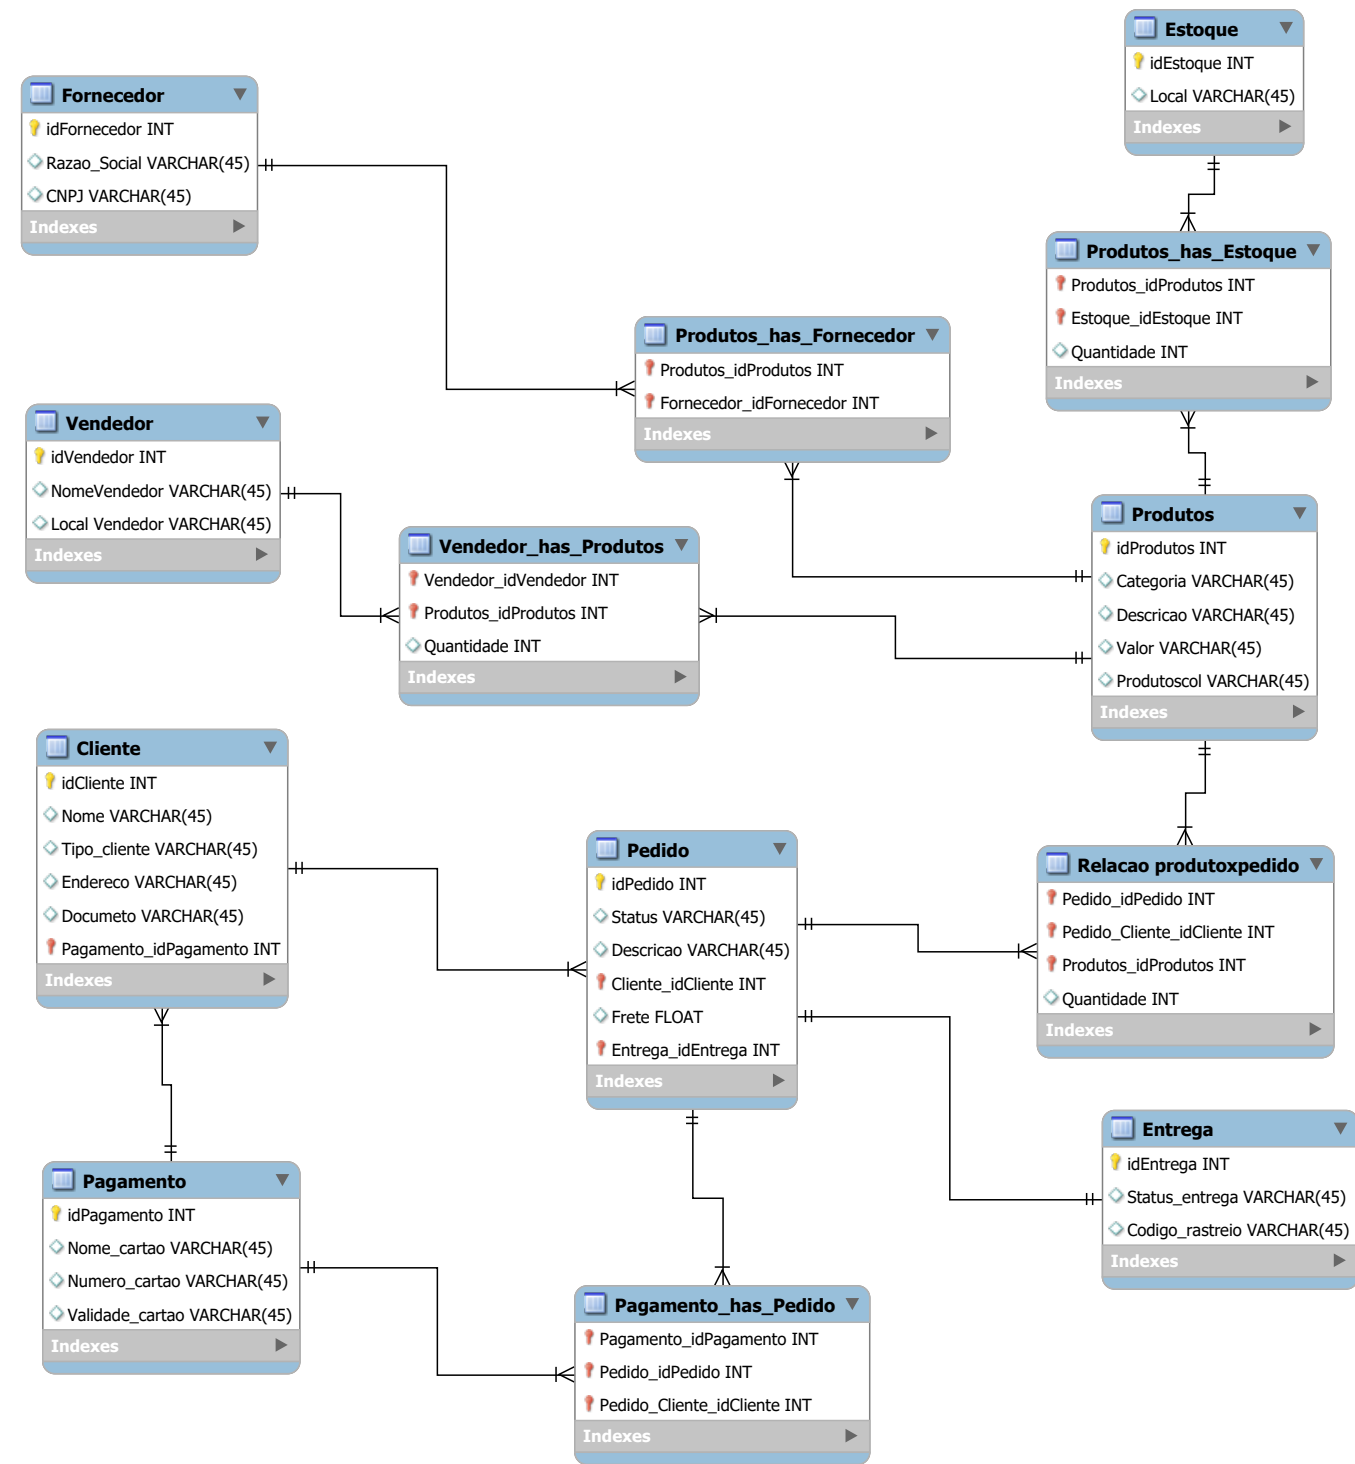 Estoque
idEstoque INT
Local VARCHAR(45)
Indexes
Fornecedor
idFornecedor INT
Razao_Social VARCHAR(45)
CNPJ VARCHAR(45)
Indexes
Produtos_has_Estoque
Produtos_idProdutos INT
Estoque_idEstoque INT
Quantidade INT
Indexes
Produtos_has_Fornecedor
Produtos_idProdutos INT
Fornecedor_idFornecedor INT
Indexes
Vendedor
idVendedor INT
NomeVendedor VARCHAR(45)
Local Vendedor VARCHAR(45)
Indexes
Vendedor_has_Produtos
Vendedor_idVendedor INT
Produtos_idProdutos INT
Quantidade INT
Indexes
Produtos
idProdutos INT
Categoria VARCHAR(45)
Descricao VARCHAR(45)
Valor VARCHAR(45)
Produtoscol VARCHAR(45)
Indexes
Cliente
idCliente INT
Nome VARCHAR(45)
Tipo_cliente VARCHAR(45)
Endereco VARCHAR(45)
Documeto VARCHAR(45)
Pagamento_idPagamento INT
Indexes
Pedido
idPedido INT
Status VARCHAR(45)
Descricao VARCHAR(45)
Cliente_idCliente INT
Frete FLOAT
Entrega_idEntrega INT
Indexes
Relacao produtoxpedido
Pedido_idPedido INT
Pedido_Cliente_idCliente INT
Produtos_idProdutos INT
Quantidade INT
Indexes
Entrega
idEntrega INT
Status_entrega VARCHAR(45)
Codigo_rastreio VARCHAR(45)
Indexes
Pagamento
idPagamento INT
Nome_cartao VARCHAR(45)
Numero_cartao VARCHAR(45)
Validade_cartao VARCHAR(45)
Indexes
Pagamento_has_Pedido
Pagamento_idPagamento INT
Pedido_idPedido INT
Pedido_Cliente_idCliente INT
Indexes